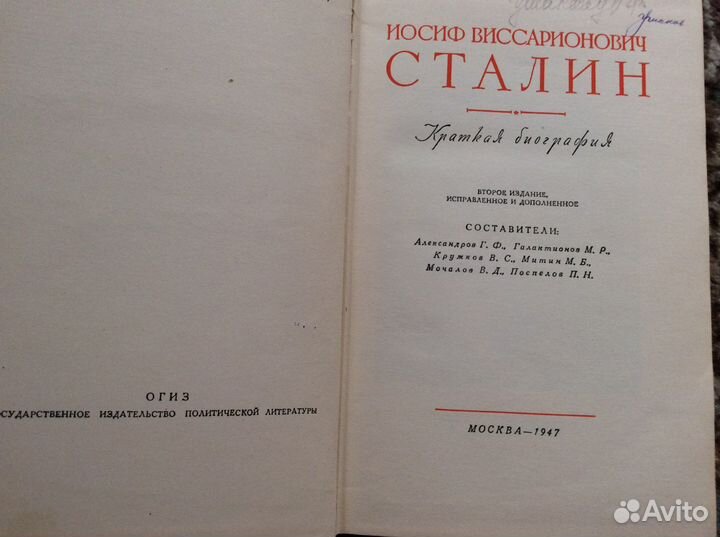 ОГИЗ
ОСУДАРСТВЕННОЕ ИЗДАТЕЛЬСТВО ПОЛИТИЧЕСКОЙ ЛИТЕРАТУРЫ
ИОСИФ ВИССАРИОНОВИЧ
СТАЛИН
Краткая биография
ВТОРОЕ ИЗДАНИЕ,
ИСПРАВЛЕННОЕ И ДОПОЛНЕННОЕ
СОСТАВИТЕЛИ:
Александров Г. Ф., Галактионов М. Р.,
Кружков В. С., Митин М. Б.,
Мочалов В. Д., Поспелов П. Н.
МОСКВА—1947
Avito